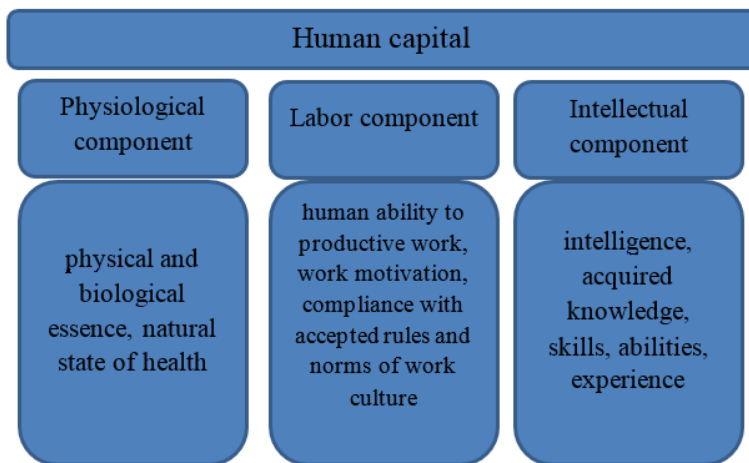 Human capital
Physiological
component
Labor component
Intellectual
component
physical and
biological
essence, natural
state of health
human ability to
productive work,
work motivation,
compliance with
accepted rules and
norms of work
culture
intelligence,
acquired
knowledge,
skills, abilities,
experience